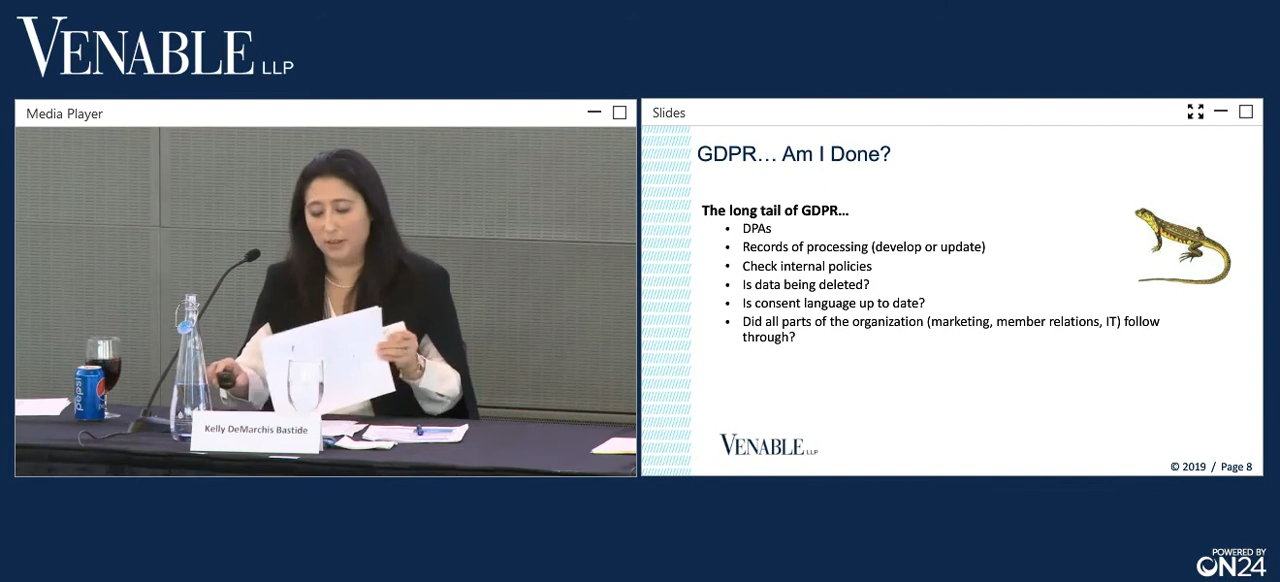 VENABLE LLP
Media Player
pepsi
Kelly DeMarchis Bastide
Slides
GDPR… Am I Done?
The long tail of GDPR…
• DPAs
• Records of processing (develop or update)
• Check internal policies
• Is data being deleted?
• Is consent language up to date?
• Did all parts of the organization (marketing, member relations, IT) follow
through?
VENABLE LLP
© 2019 / Page 8
POWERED BY
ON24